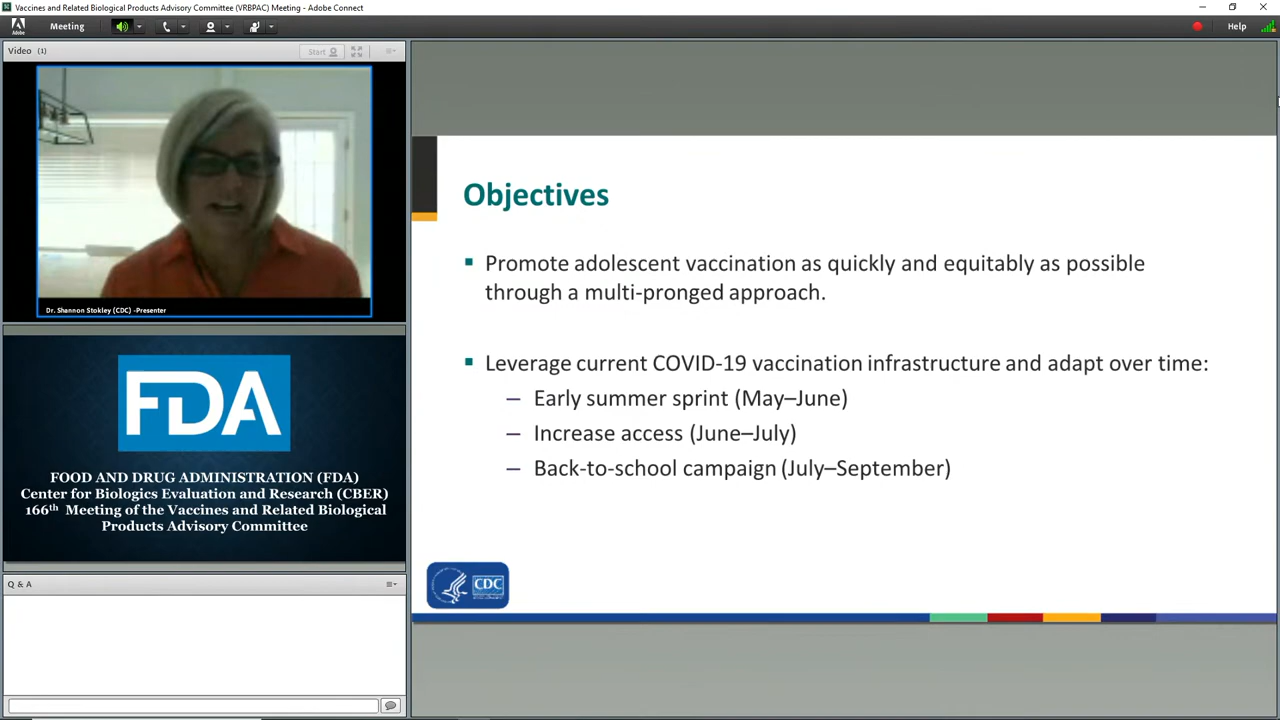 Vaccines and Related Biological Products Advisory Committee (VRBPAC) Meeting - Adobe Connect
Adobe
Meeting
Help
Video (1)
Start
Dr. Shannon Stokley (CDC) -Presenter
FDA
FOOD AND DRUG ADMINISTRATION (FDA)
Center for Biologics Evaluation and Research (CBER)
166th Meeting of the Vaccines and Related Biological
Products Advisory Committee
Q & A
Objectives
Promote adolescent vaccination as quickly and equitably as possible
through a multi-pronged approach.
Leverage current COVID-19 vaccination infrastructure and adapt over time:
– Early summer sprint (May–June)
– Increase access (June–July)
– Back-to-school campaign (July–September)
CDC